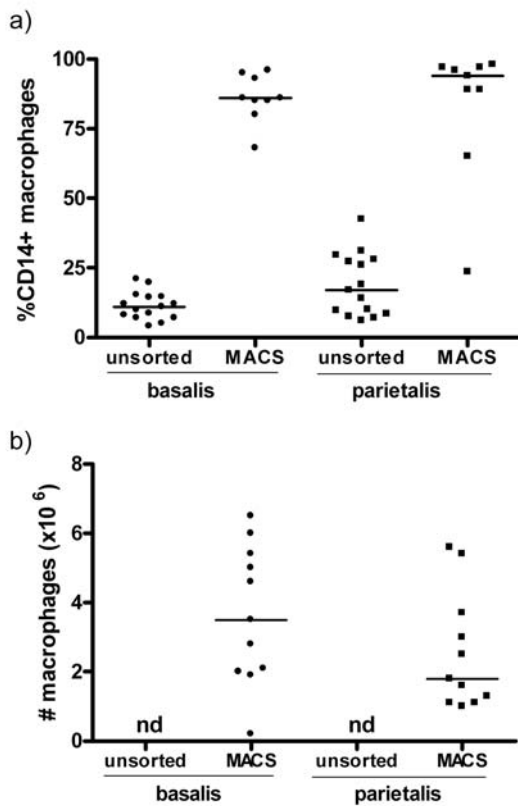 a)
%CD14+ macrophages
100
75
50
25
0
unsorted MACS unsorted MACS
basalis parietalis
b)
# macrophages (x10 6)
8
6
4
2
0
nd nd
unsorted MACS unsorted MACS
basalis parietalis